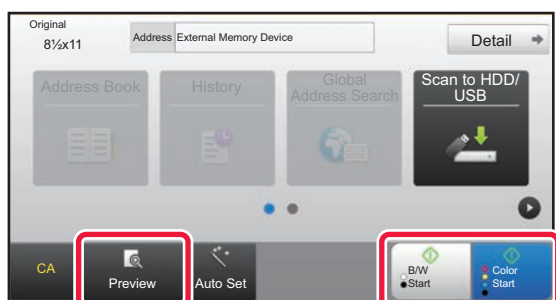 Original
8½x11
Address External Memory Device
Detail
Address Book
History
Global
Address Search
Scan to HDD/
USB
CA
Preview
Auto Set
B/W
Start
Color
Start